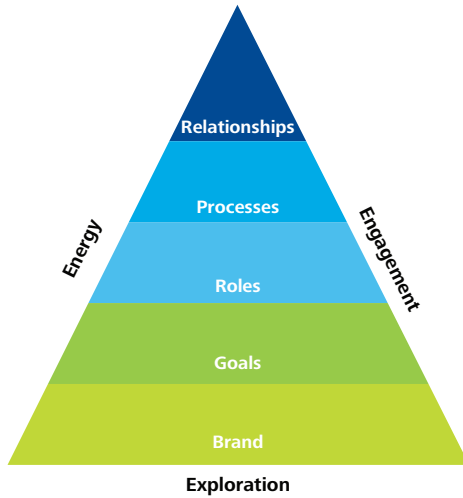 Relationships
Processes
Energy
Engagement
Roles
Goals
Brand
Exploration